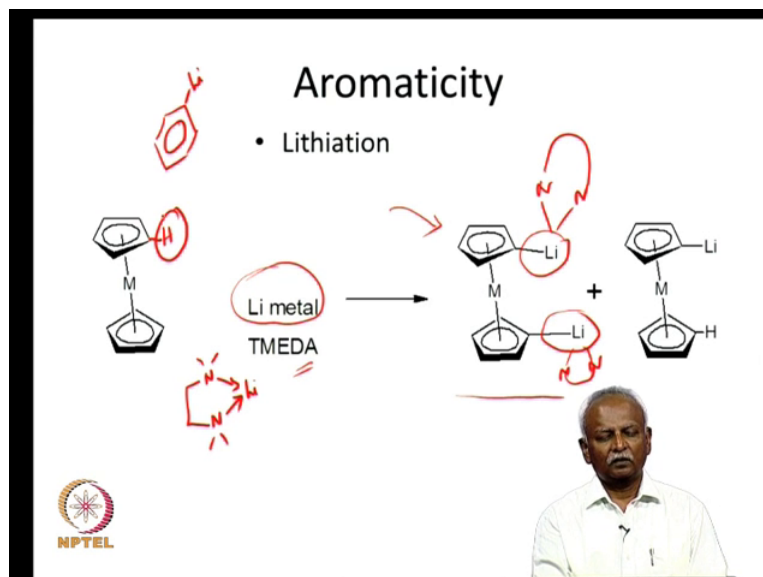 Aromaticity
• Lithiation
Li
H
M
Li metal
TMEDA
N
N
Li
N N
Li
M
Li
N N
+
Li
M
H
NPTEL